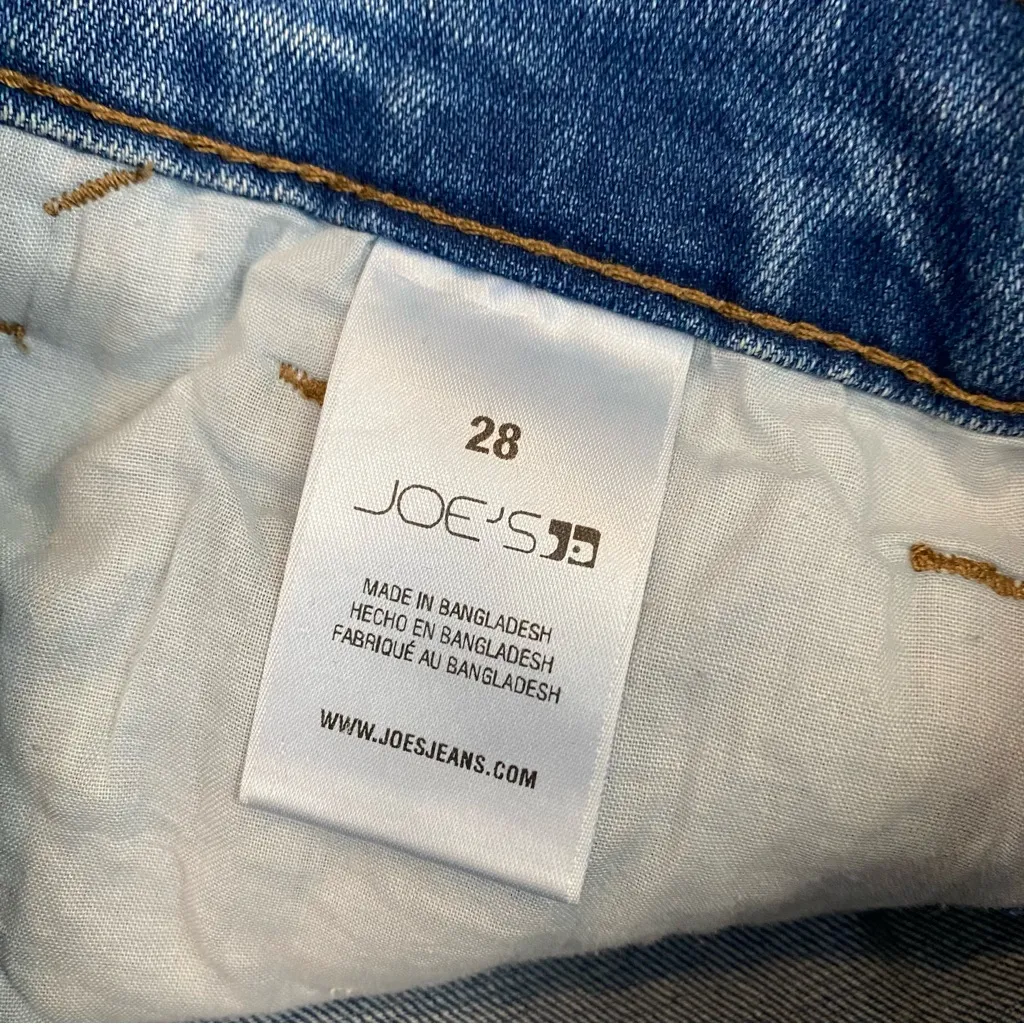 28
JOE'S
MADE IN BANGLADESH
HECHO EN BANGLADESH
FABRIQUÉ AU BANGLADESH
WWW.JOESJEANS.COM